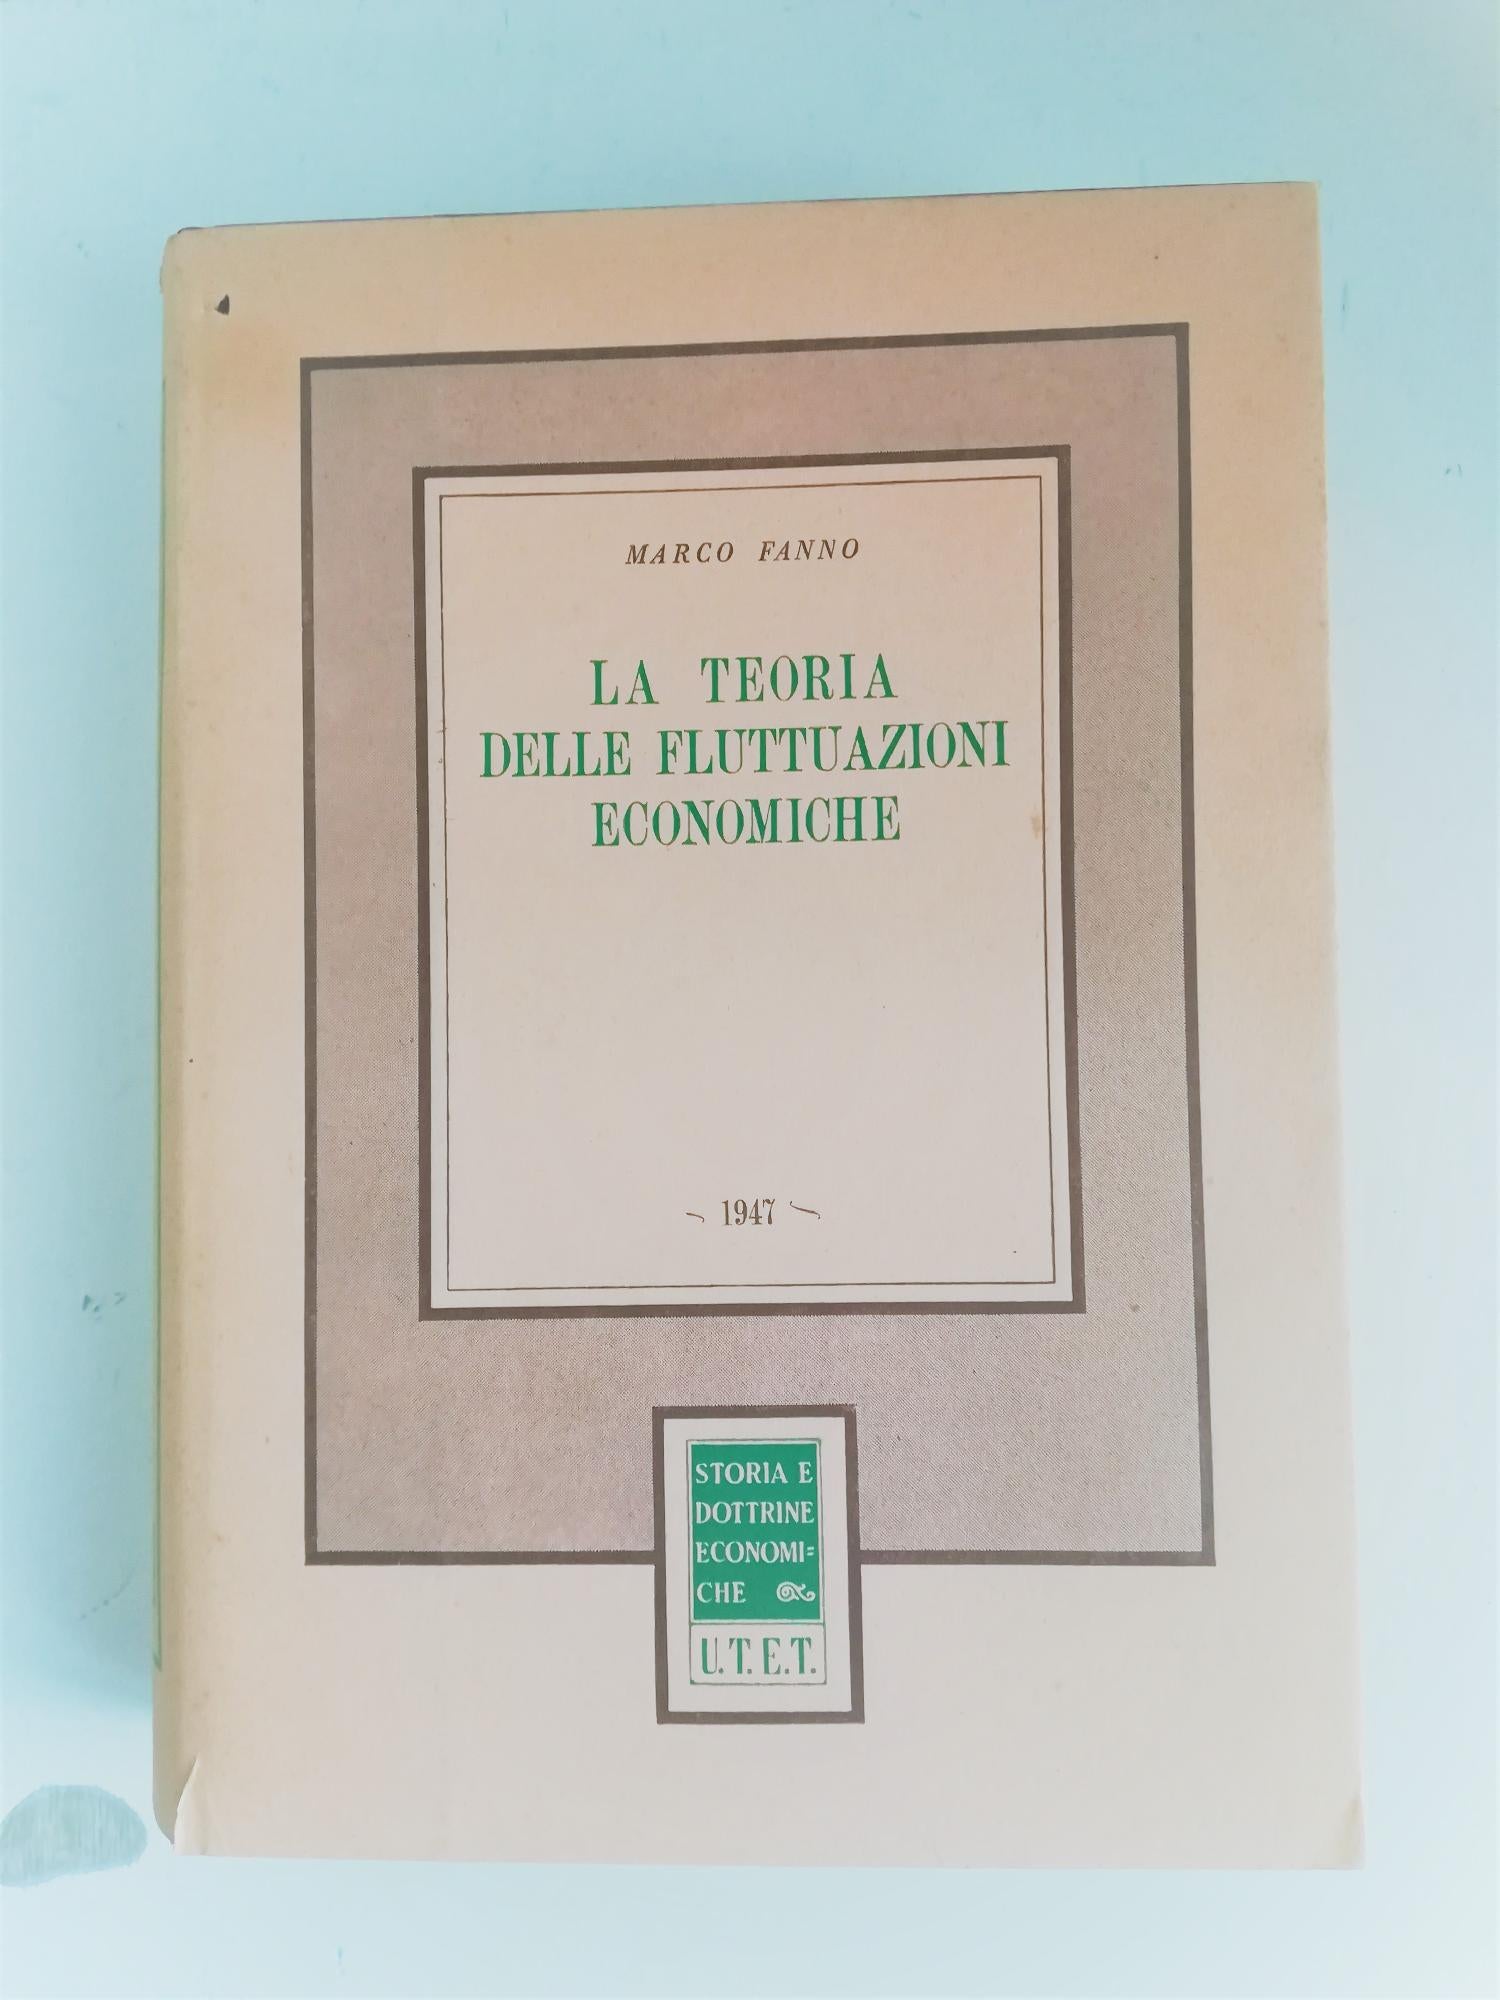 MARCO FANNO
LA TEORIA
DELLE FLUTTUAZIONI
ECONOMICHE
~ 1947 ~
STORIA E
DOTTRINE
ECONOMI=
CHE
U.T.E.T.